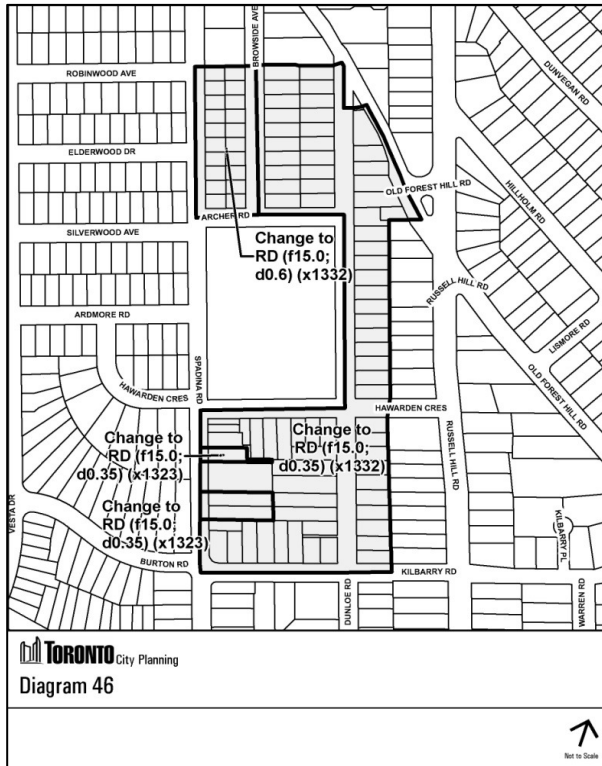 BROWSIDE AVE
ROBINWOOD AVE
DUNVEGAN RD
ELDERWOOD DR
OLD FOREST HILL RD
HILLHOLM RD
ARCHER RD
SILVERWOOD AVE
Change to
RD (f15.0;
d0.6) (x1332)
RUSSELL HILL RD
ARDMORE RD
LISMORE RD
SPADINA RD
OLD FOREST HILL RD
HAWARDEN CRES
HAWARDEN CRES
Change to
RD (f15.0;
d0.35) (x1323)
Change to
RD (f15.0;
d0.35) (x1332)
RUSSELL HILL RD
VESTA DR
Change to
RD (f15.0;
d0.35) (x1323)
KILBARRY PL
BURTON RD
KILBARRY RD
DUNLOE RD
WARREN RD
TORONTO City Planning
Diagram 46
Not to Scale